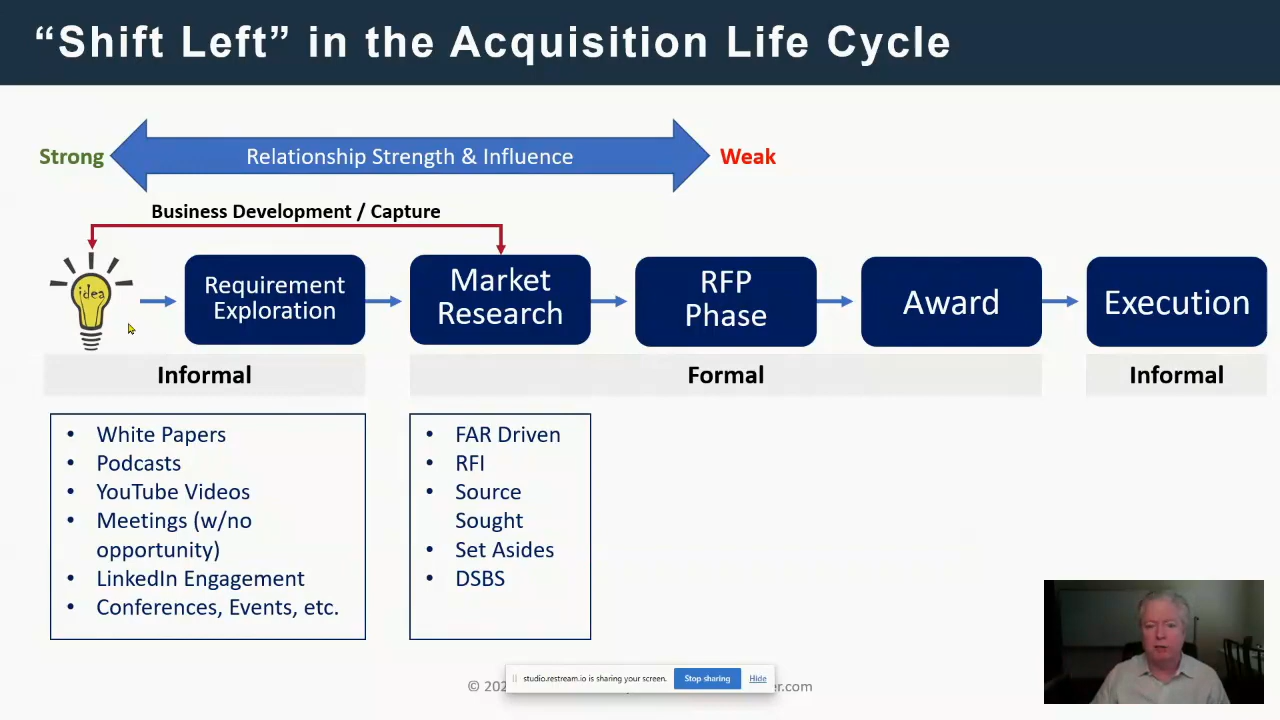 “Shift Left” in the Acquisition Life Cycle
Strong
Relationship Strength & Influence
Weak
Business Development / Capture
idea
Requirement
Exploration
Market
Research
RFP
Phase
Award
Execution
Informal
Formal
Informal
• White Papers
• Podcasts
• YouTube Videos
• Meetings (w/no
opportunity)
• LinkedIn Engagement
• Conferences, Events, etc.
• FAR Driven
• RFI
• Source
Sought
• Set Asides
• DSBS
studio.restream.io is sharing your screen.
Stop sharing
Hide
©